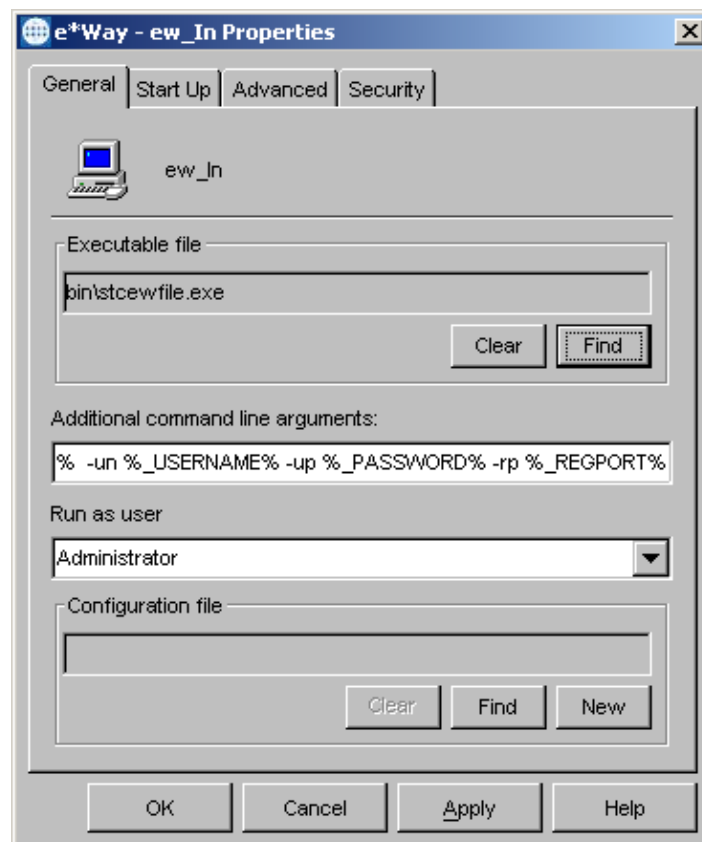 e*Way - ew_In Properties
General Start Up Advanced Security
ew_In
Executable file
bin\stcewfile.exe
Clear Find
Additional command line arguments:
% -un %_USERNAME% -up %_PASSWORD% -rp %_REGPORT%
Run as user
Administrator
Configuration file
Clear Find New
OK Cancel Apply Help